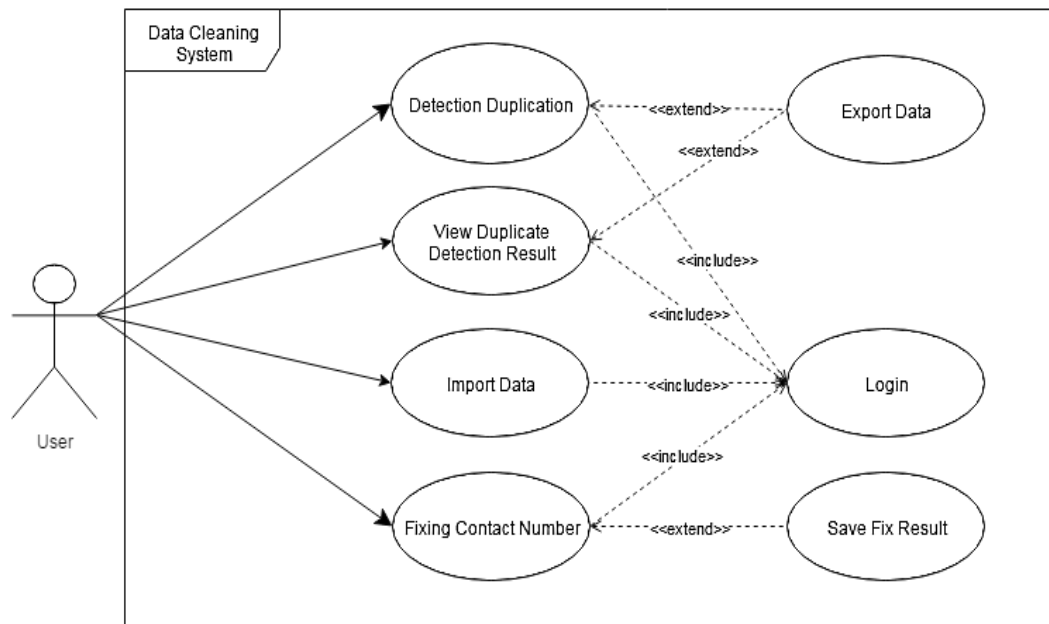 Data Cleaning
System
Detection Duplication
<<extend>>
Export Data
<<extend>>
View Duplicate
Detection Result
<<include>>
<<include>>
Import Data
<<include>>
Login
User
<<include>>
Fixing Contact Number
<<extend>>
Save Fix Result